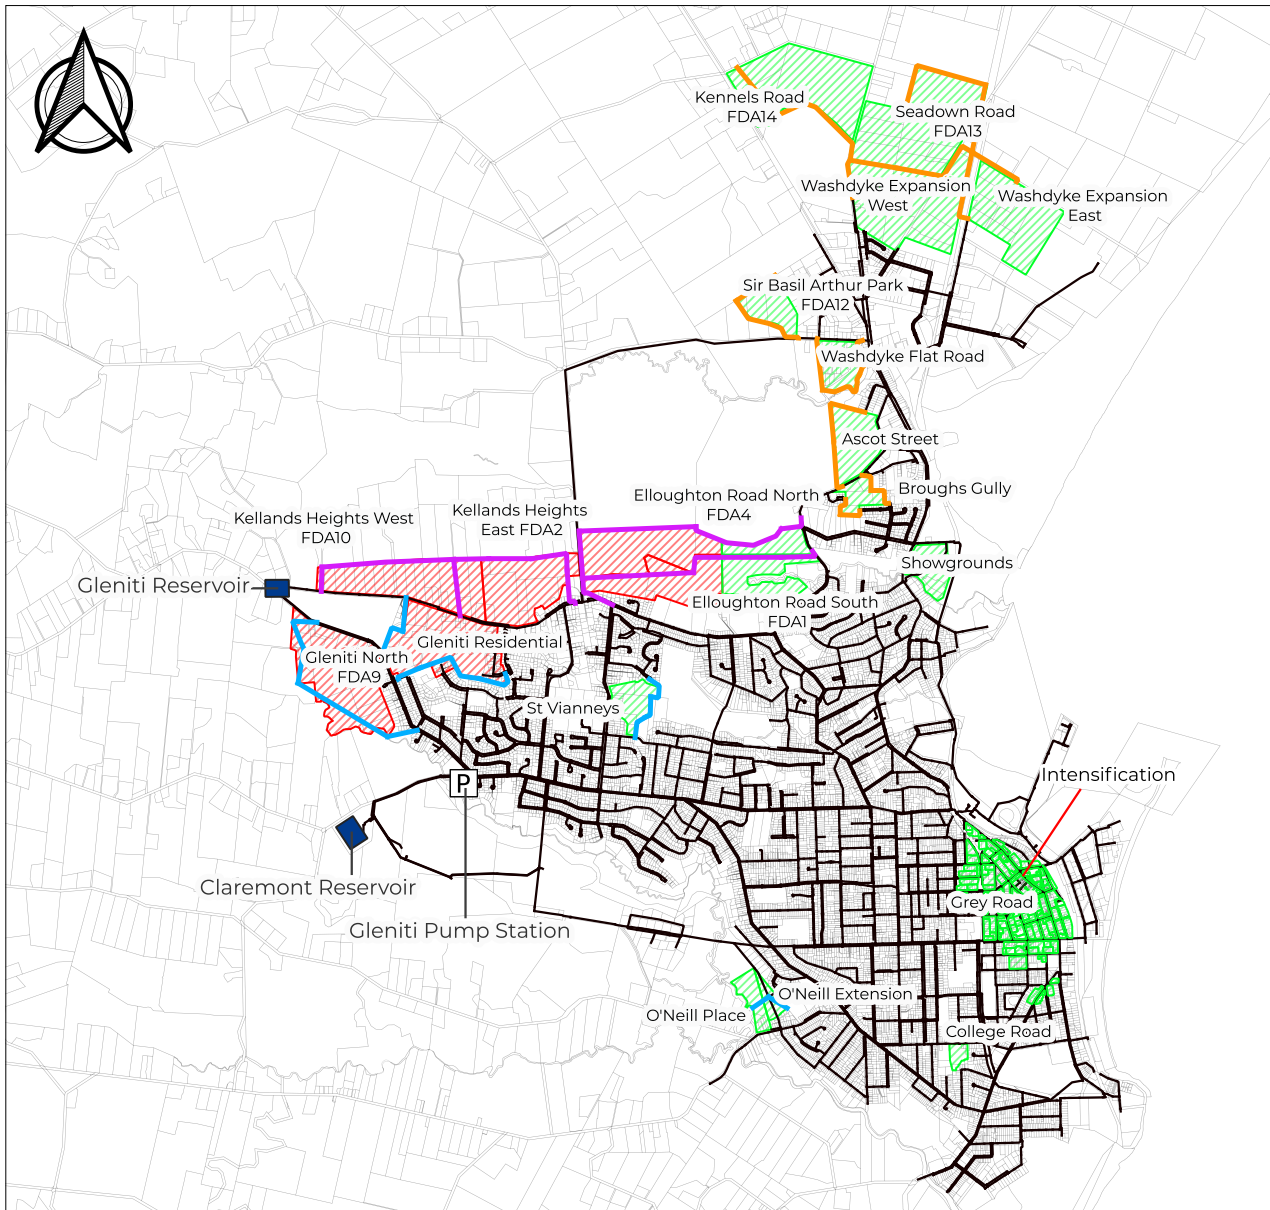 Kennels Road
FDA14
Seadown Road
FDA13
Washdyke Expansion
West
Washdyke Expansion
East
Sir Basil Arthur Park
FDA12
Washdyke Flat Road
Ascot Street
Broughs Gully
Elloughton Road North
FDA4
Kellands Heights
East FDA2
Kellands Heights West
FDA10
Showgrounds
Gleniti Reservoir
Elloughton Road South
FDA1
Gleniti Residential
Gleniti North
FDA9
St Vianneys
P
Intensification
Claremont Reservoir
Grey Road
Gleniti Pump Station
O'Neill Extension
O'Neill Place
College Road